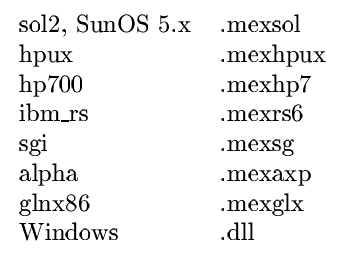 sol2, SunOS 5.x .mexsol
hpux .mexhpux
hp700 .mexhp7
ibm_rs .mexrs6
sgi .mexsg
alpha .mexaxp
glnx86 .mexglx
Windows .dll